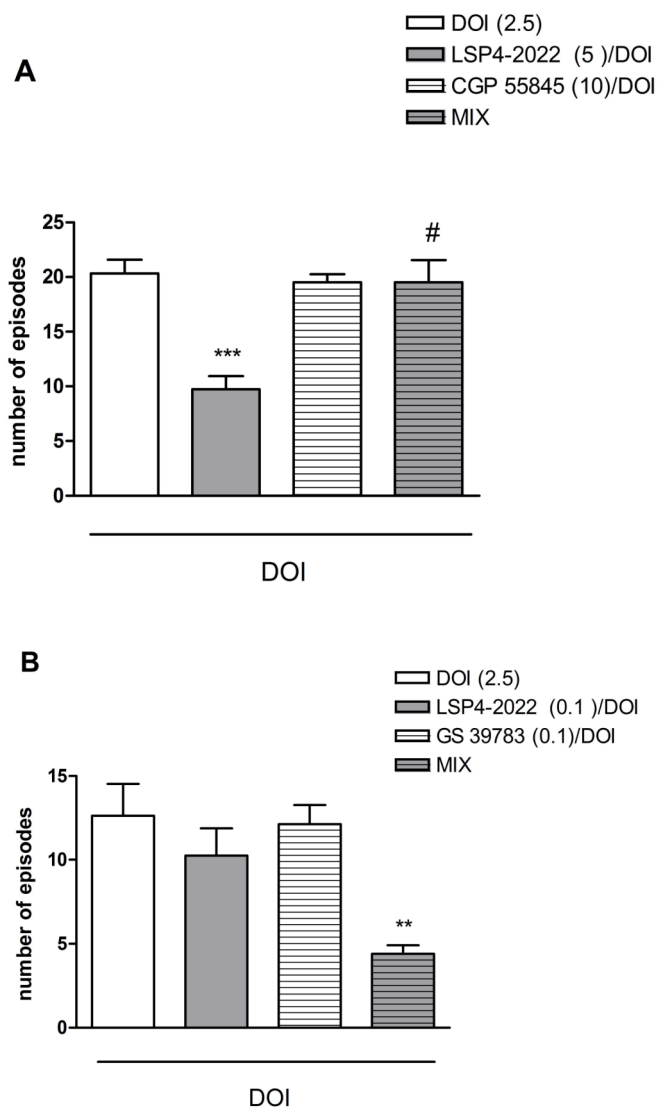 DOI (2.5)
A
LSP4-2022 (5 )/DOI
CGP 55845 (10)/DOI
MIX
25
20
15
10
5
0
number of episodes
***
#
DOI
B
DOI (2.5)
LSP4-2022 (0.1 )/DOI
GS 39783 (0.1)/DOI
MIX
15
10
5
0
number of episodes
**
DOI